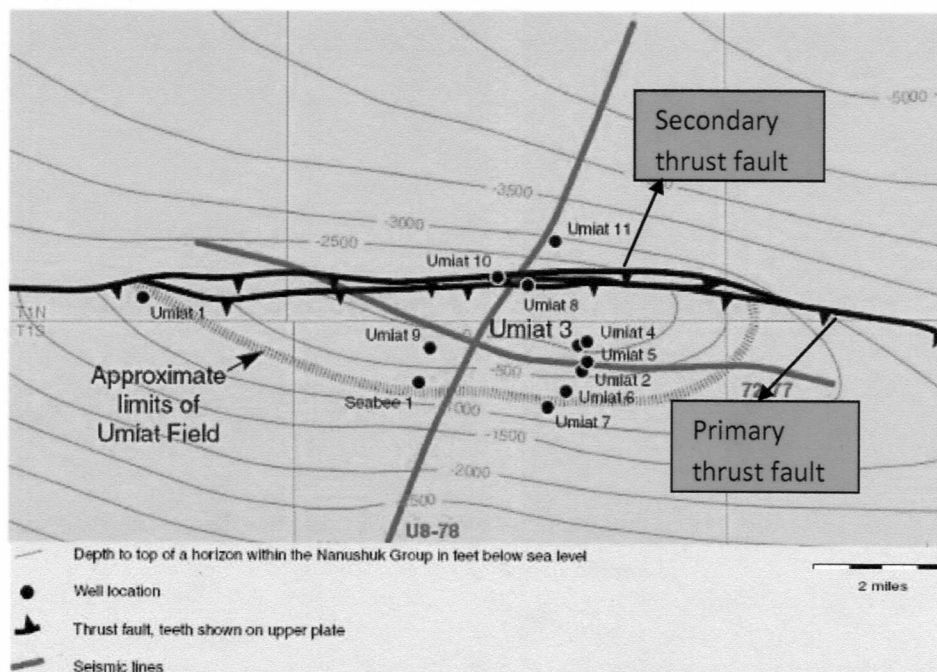 -5000
Secondary
thrust fault
-3500
-3000
-2500
Umiat 11
Umiat 10
Umiat 8
Umiat 1
T1N
T1S
Umiat 9
Umiat 3
Umiat 4
Umiat 5
-500
Umiat 2
Approximate
limits of
Umiat Field
Seabee 1
Umiat 6
Umiat 7
-1500
-2000
Primary
thrust fault
U8-78
Depth to top of a horizon within the Nanushuk Group in feet below sea level
Well location
2 miles
Thrust fault, teeth shown on upper plate
Seismic lines